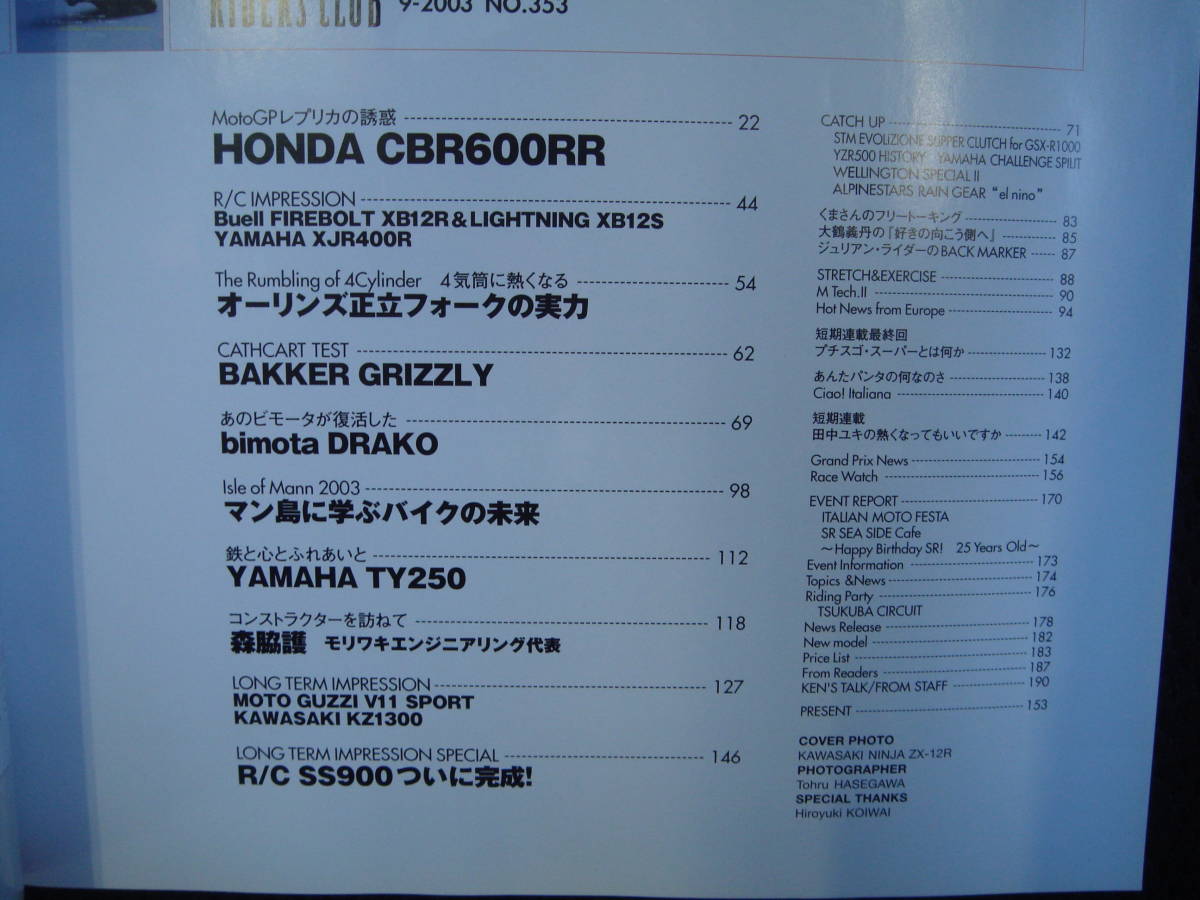 RIDERS CLUB 9-2003 NO.353
MotoGPレプリカの誘惑 22
HONDA CBR600RR
R/C IMPRESSION 44
Buell FIREBOLT XB12R & LIGHTNING XB12S
YAMAHA XJR400R
The Rumbling of 4Cylinder 4気筒に熱くなる 54
オーリンズ正立フォークの実力
CATHCART TEST 62
BAKKER GRIZZLY
あのビモータが復活した 69
bimota DRAKO
Isle of Mann 2003 98
マン島に学ぶバイクの未来
鉄と心とふれあいと 112
YAMAHA TY250
コンストラクターを訪ねて 118
森脇護 モリワキエンジニアリング代表
LONG TERM IMPRESSION 127
MOTO GUZZI V11 SPORT
KAWASAKI KZ1300
LONG TERM IMPRESSION SPECIAL 146
R/C SS900ついに完成!
CATCH UP 71
STM EVOLIZIONE SUPPER CLUTCH for GSX-R1000
YZR500 HISTORY YAMAHA CHALLENGE SPILIT
WELLINGTON SPECIAL II
ALPINESTARS RAIN GEAR "el nino"
くまさんのフリートーキング 83
大鶴義丹の『好きの向こう側へ』 85
ジュリアン・ライダーのBACK MARKER 87
STRETCH&EXERCISE 88
M Tech.II 90
Hot News from Europe 94
短期連載最終回
プチスゴ・スーパーとは何か 132
あんたバンタの何なのさ 138
Ciao! Italiana 140
短期連載
田中ユキの熱くなってもいいですか 142
Grand Prix News 154
Race Watch 156
EVENT REPORT 170
ITALIAN MOTO FESTA
SR SEA SIDE Cafe
～Happy Birthday SR! 25 Years Old～
Event Information 173
Topics &News 174
Riding Party 176
TSUKUBA CIRCUIT
News Release 178
New model 182
Price List 183
From Readers 187
KEN'S TALK/FROM STAFF 190
PRESENT 153
COVER PHOTO
KAWASAKI NINJA ZX-12R
PHOTOGRAPHER
Tohru HASEGAWA
SPECIAL THANKS
Hiroyuki KOIWAI